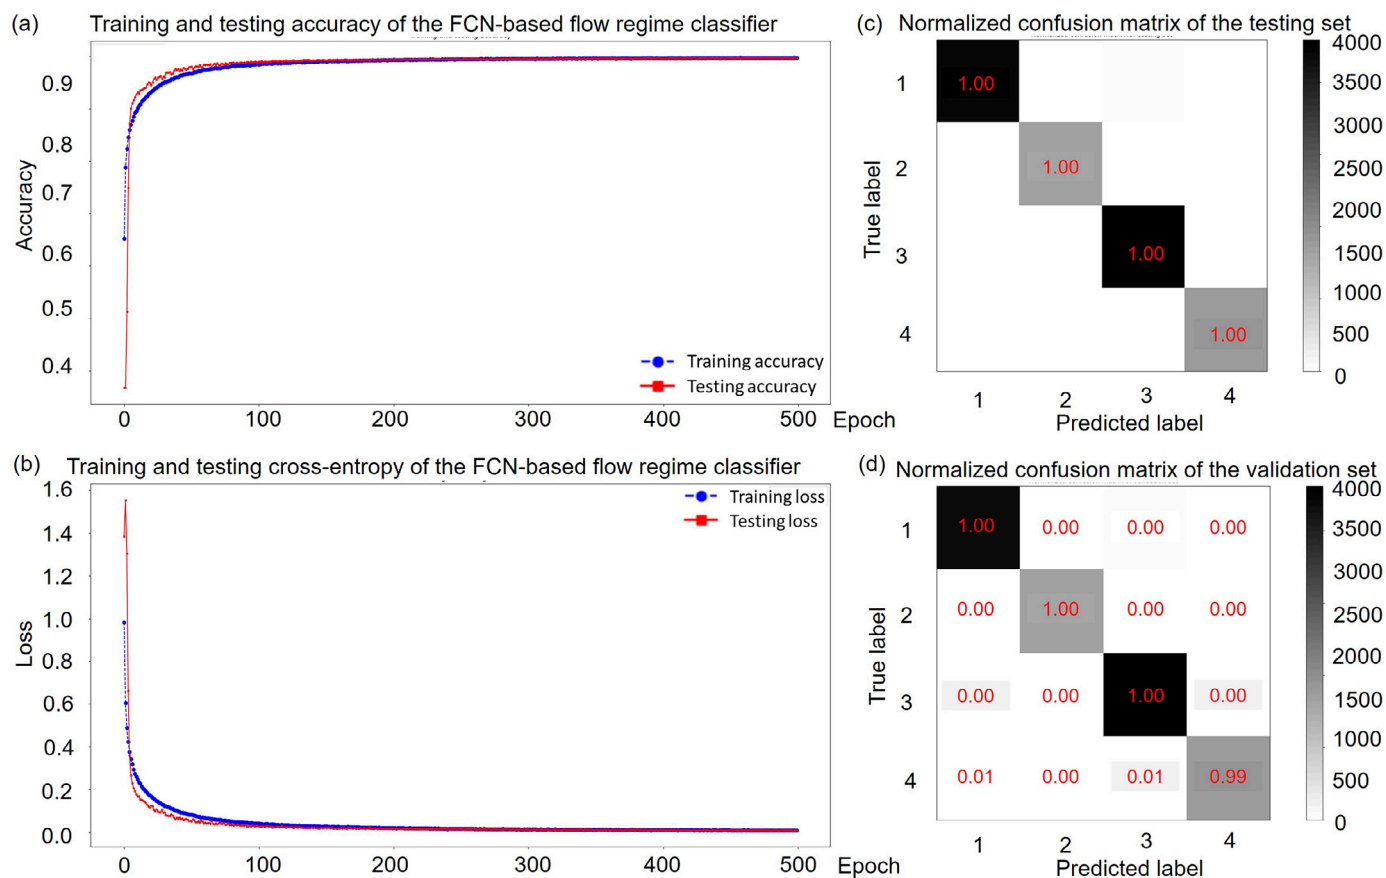 (a) Training and testing accuracy of the FCN-based flow regime classifier
0.9
0.8
0.7
0.6
0.5
0.4
Accuracy
Training accuracy
Testing accuracy
0 100 200 300 400 500 Epoch
(c) Normalized confusion matrix of the testing set
1 1.00
2 1.00
3 1.00
4 1.00
True label
1 2 3 4
Predicted label
4000
3500
3000
2500
2000
1500
1000
500
0
(b) Training and testing cross-entropy of the FCN-based flow regime classifier
1.6
1.4
1.2
1.0
0.8
0.6
0.4
0.2
0.0
Loss
Training loss
Testing loss
0 100 200 300 400 500 Epoch
(d) Normalized confusion matrix of the validation set
1 1.00 0.00 0.00 0.00
2 0.00 1.00 0.00 0.00
3 0.00 0.00 1.00 0.00
4 0.01 0.00 0.01 0.99
True label
1 2 3 4
Predicted label
4000
3500
3000
2500
2000
1500
1000
500
0